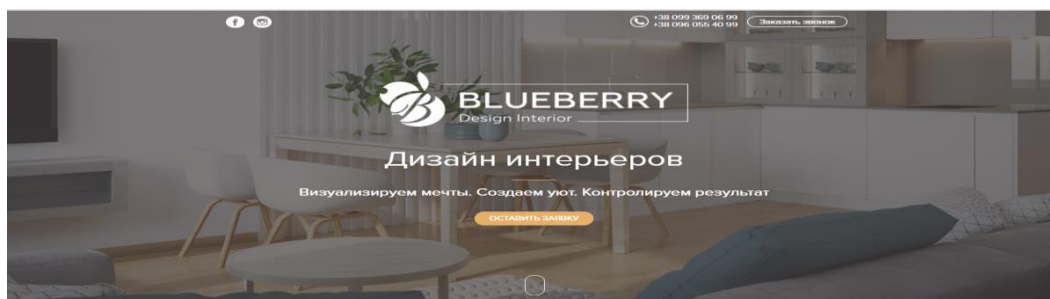 +38 099 369 06 99
+38 096 055 40 99
Заказать звонок
B
BLUEBERRY
Design Interior
Дизайн интерьеров
Визуализируем мечты. Создаем уют. Контролируем результат
ОСТАВИТЬ ЗАЯВКУ